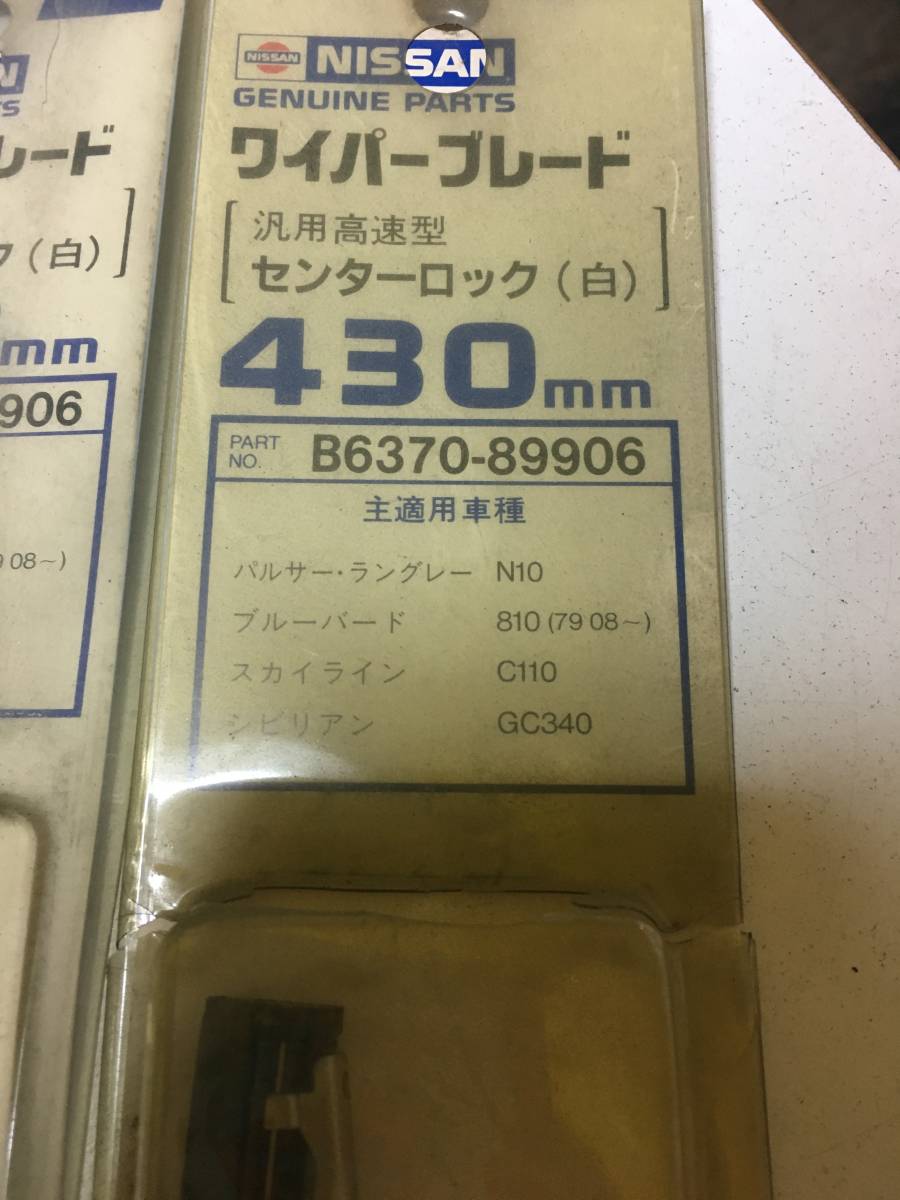 NISSAN NISSAN
GENUINE PARTS
ワイパーブレード
汎用高速型
センターロック(白)
430mm
PART NO. B6370-89906
主適用車種
パルサー・ラングレー N10
ブルーバード 810 (79 08~)
スカイライン C110
シビリアン GC340
レード
(白)
mm
906
08~)